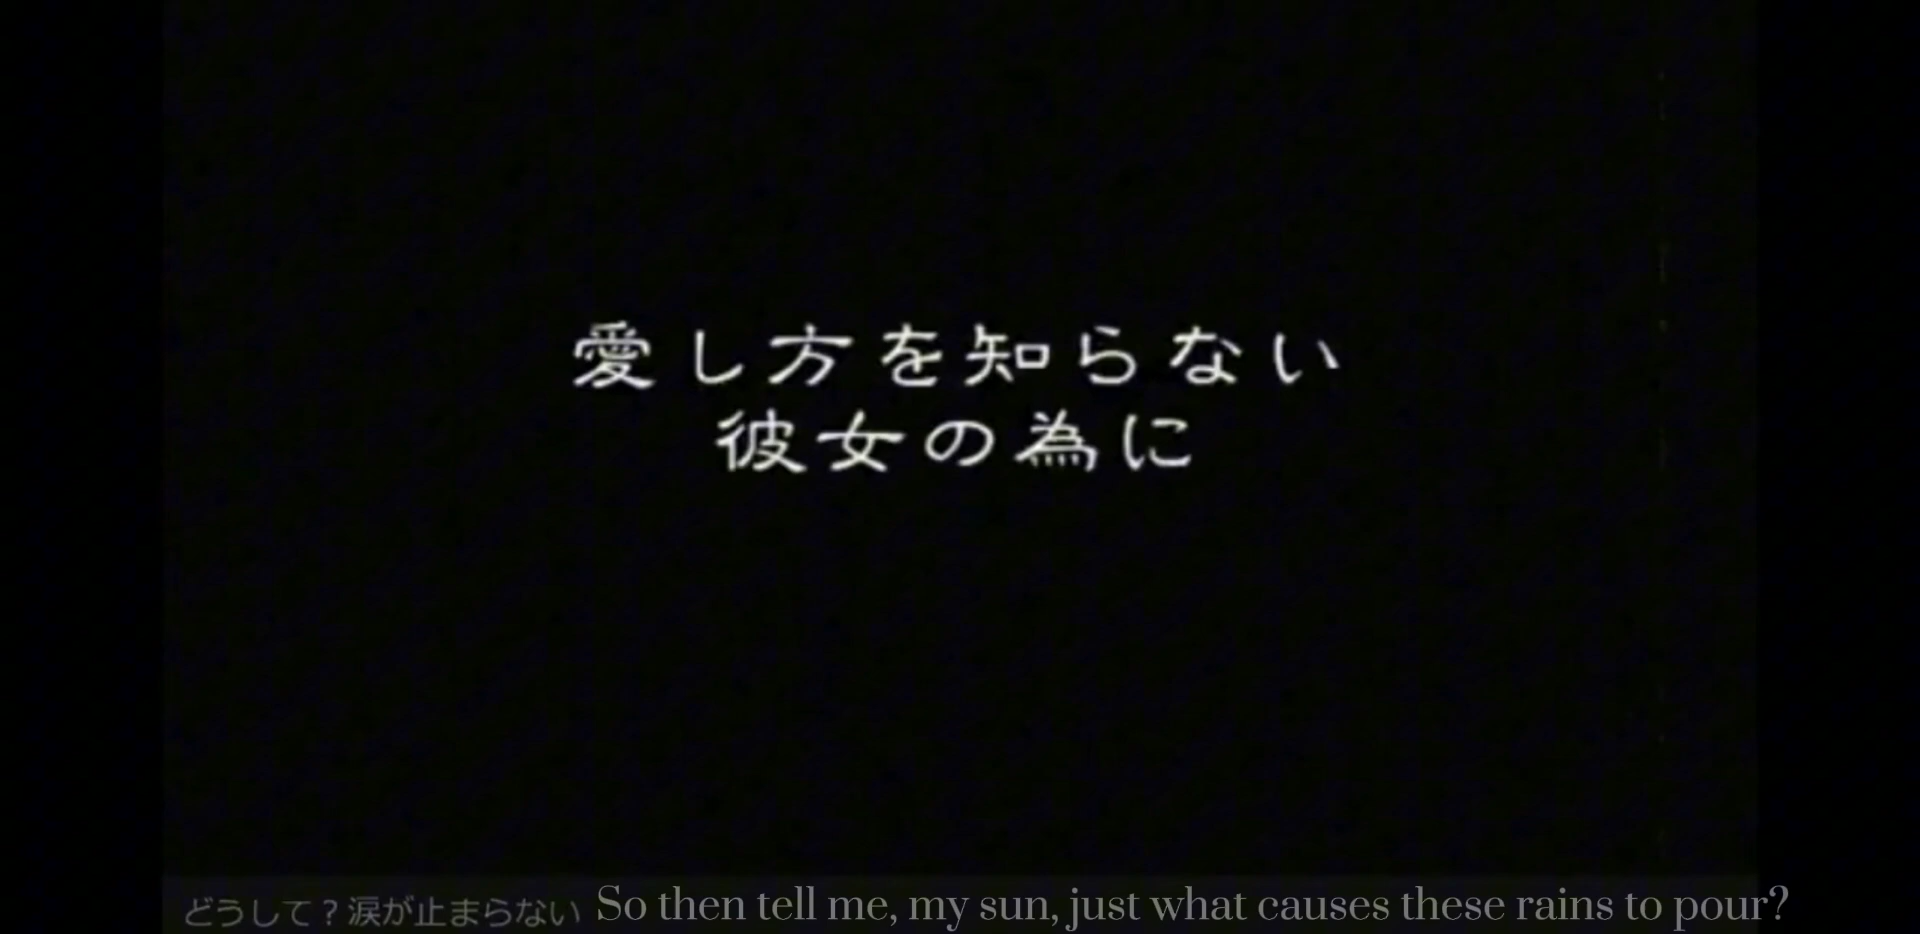 愛し方を知らない
彼女の為に
どうして？涙が止まらない So then tell me, my sun, just what causes these rains to pour?